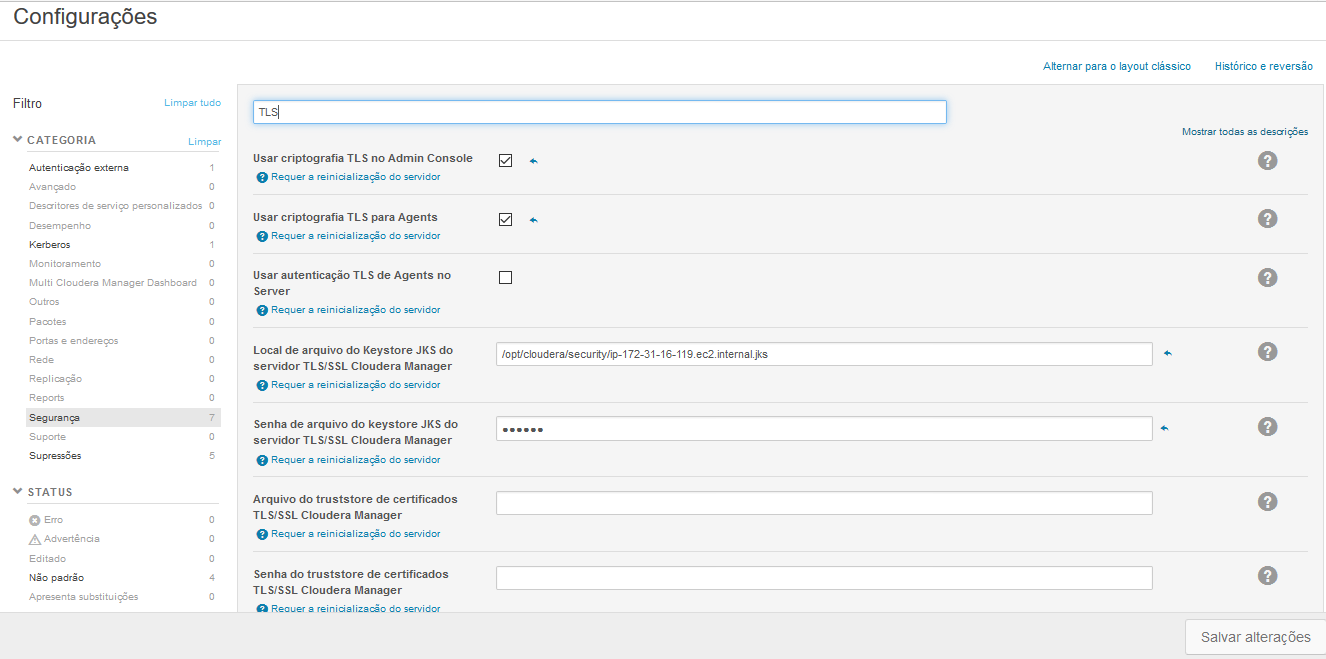 Configurações
Alternar para o layout clássico Histórico e reversão
Filtro Limpar tudo
CATEGORIA Limpar
Autenticação externa 1
Avançado 0
Descritores de serviço personalizados 0
Desempenho 0
Kerberos 1
Monitoramento 0
Multi Cloudera Manager Dashboard 0
Outros 0
Pacotes 0
Portas e endereços 0
Rede 0
Replicação 0
Reports 0
Segurança 7
Suporte 0
Supressões 5
STATUS
Erro 0
Advertência 0
Editado 0
Não padrão 4
Apresenta substituições 0
TLS
Mostrar todas as descrições
Usar criptografia TLS no Admin Console
Requer a reinicialização do servidor
Usar criptografia TLS para Agents
Requer a reinicialização do servidor
Usar autenticação TLS de Agents no
Server
Requer a reinicialização do servidor
Local de arquivo do Keystore JKS do
servidor TLS/SSL Cloudera Manager
Requer a reinicialização do servidor
/opt/cloudera/security/ip-172-31-16-119.ec2.internal.jks
Senha de arquivo do keystore JKS do
servidor TLS/SSL Cloudera Manager
Requer a reinicialização do servidor
••••••
Arquivo do truststore de certificados
TLS/SSL Cloudera Manager
Requer a reinicialização do servidor
Senha do truststore de certificados
TLS/SSL Cloudera Manager
Requer a reinicialização do servidor
Salvar alterações